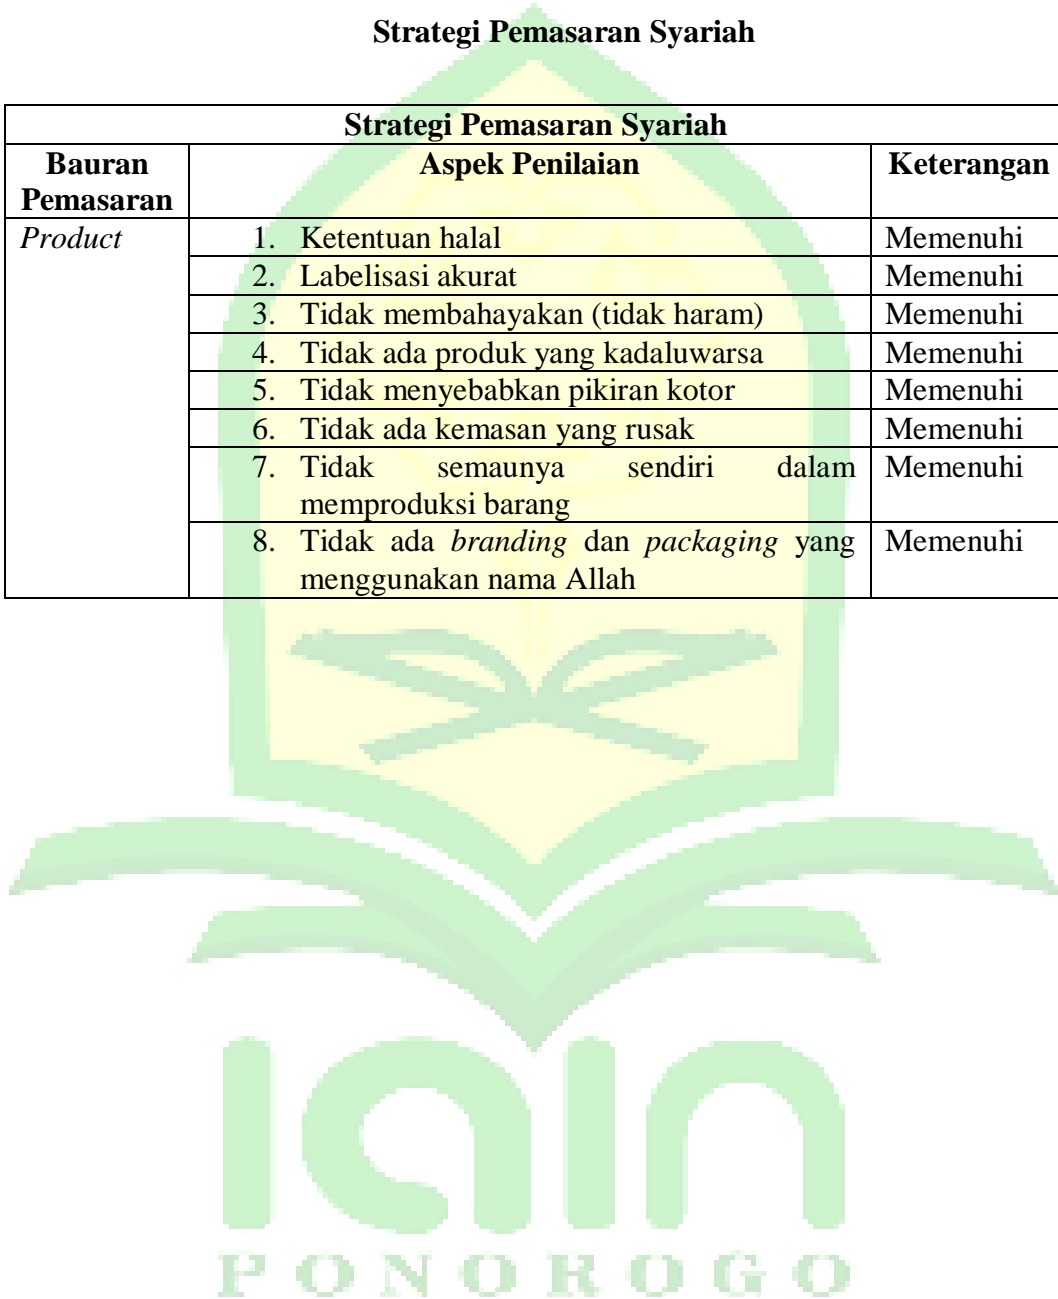 Strategi Pemasaran Syariah
Strategi Pemasaran Syariah
Bauran Pemasaran Aspek Penilaian Keterangan
Product 1. Ketentuan halal Memenuhi
2. Labelisasi akurat Memenuhi
3. Tidak membahayakan (tidak haram) Memenuhi
4. Tidak ada produk yang kadaluwarsa Memenuhi
5. Tidak menyebabkan pikiran kotor Memenuhi
6. Tidak ada kemasan yang rusak Memenuhi
7. Tidak semaunya sendiri dalam Memenuhi
memproduksi barang
8. Tidak ada branding dan packaging yang Memenuhi
menggunakan nama Allah
iain
PONOROGO